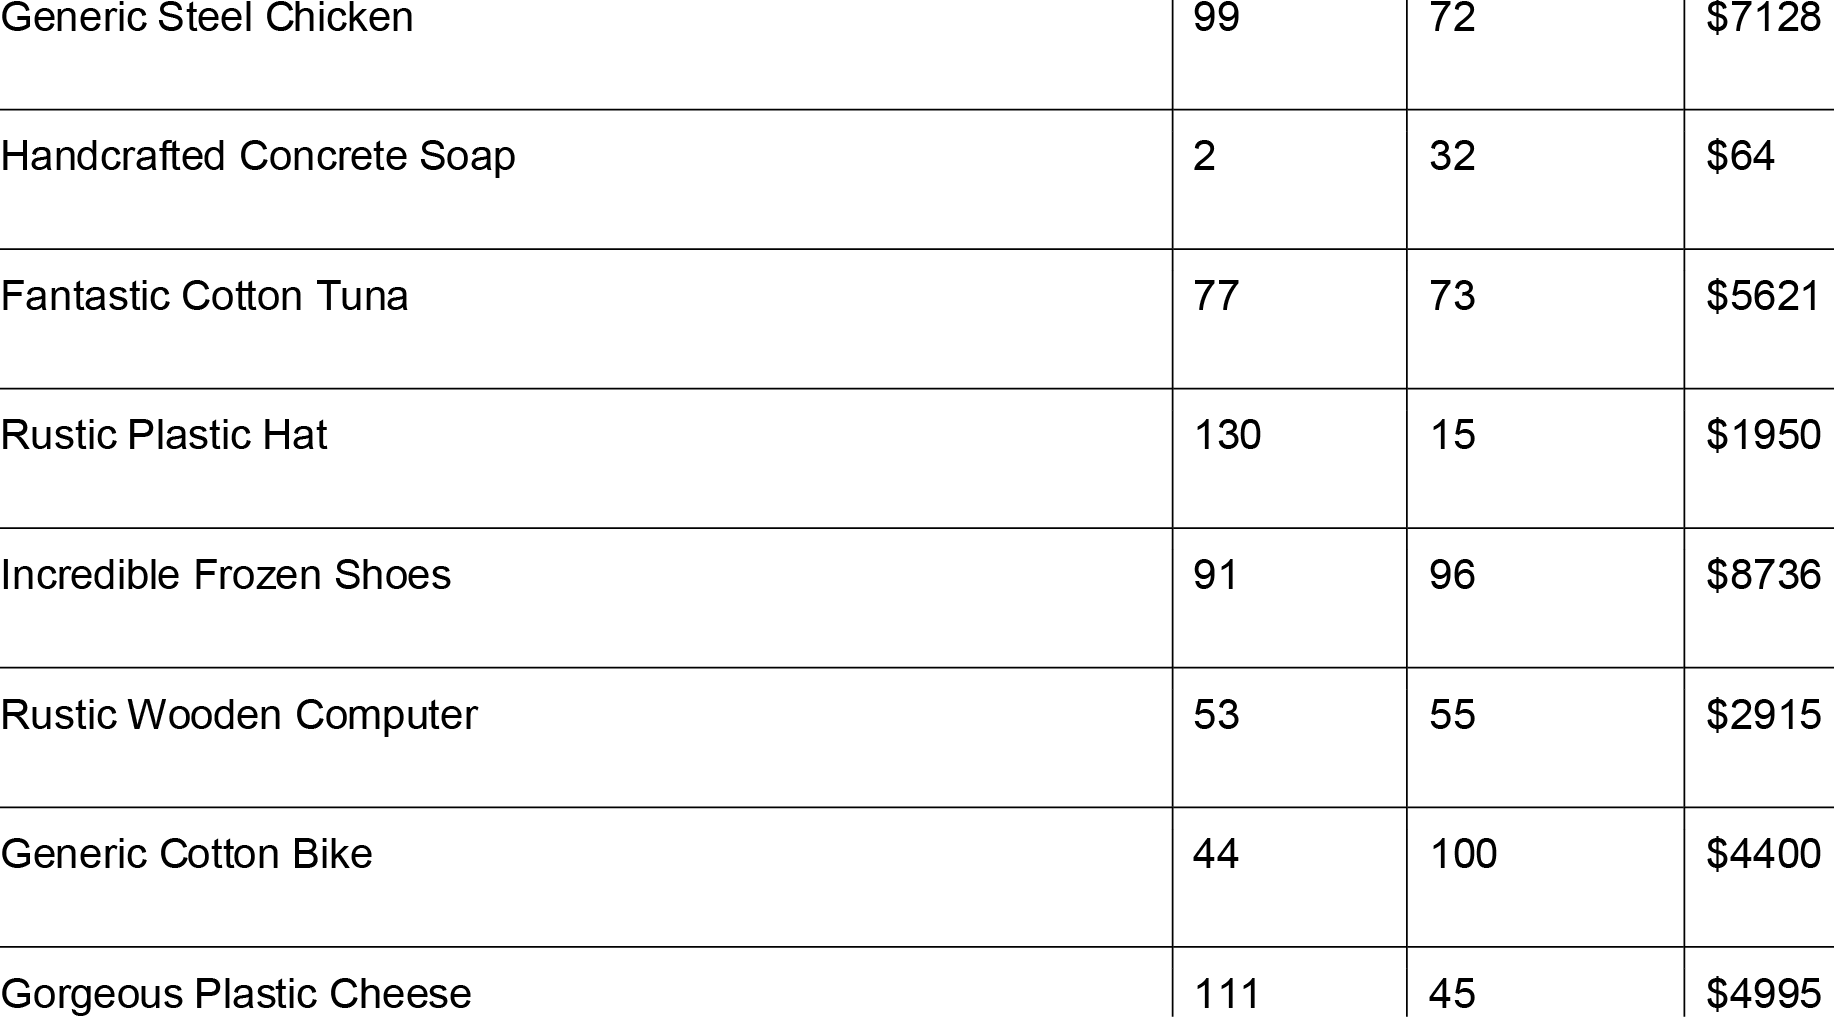 Generic Steel Chicken 99 72 $7128
Handcrafted Concrete Soap 2 32 $64
Fantastic Cotton Tuna 77 73 $5621
Rustic Plastic Hat 130 15 $1950
Incredible Frozen Shoes 91 96 $8736
Rustic Wooden Computer 53 55 $2915
Generic Cotton Bike 44 100 $4400
Gorgeous Plastic Cheese 111 45 $4995